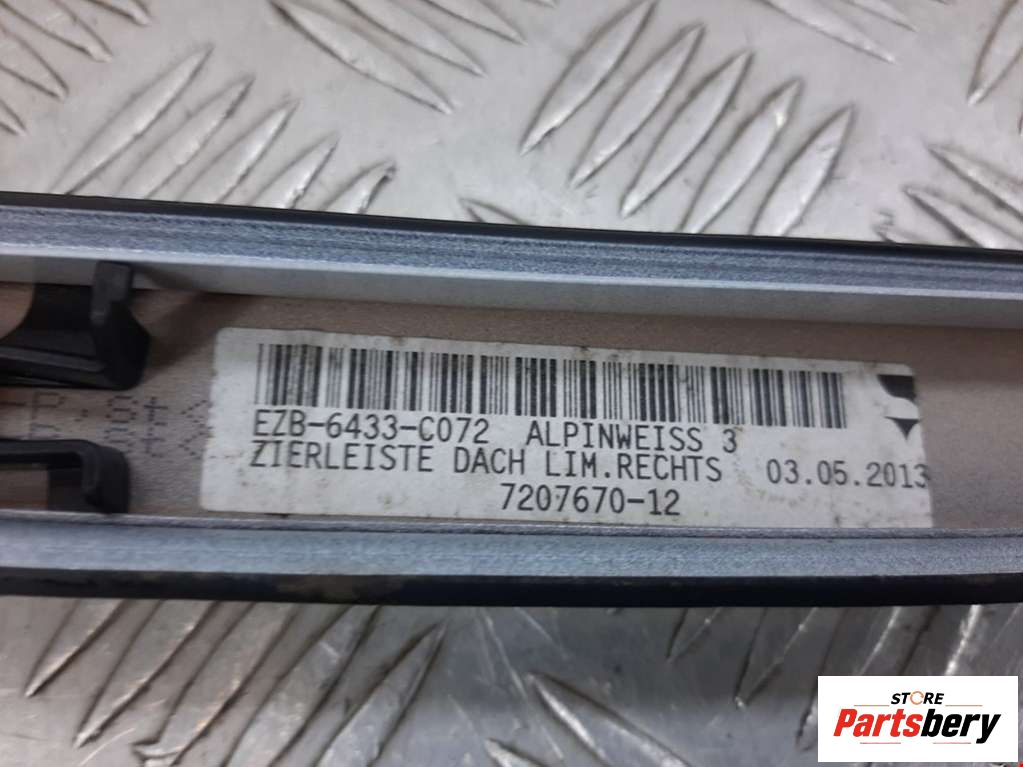 EZB-6433-C072 ALPINWEISS 3
ZIERLEISTE DACH LIM.RECHTS 03.05.2013
7207670-12
STORE
Partsbery